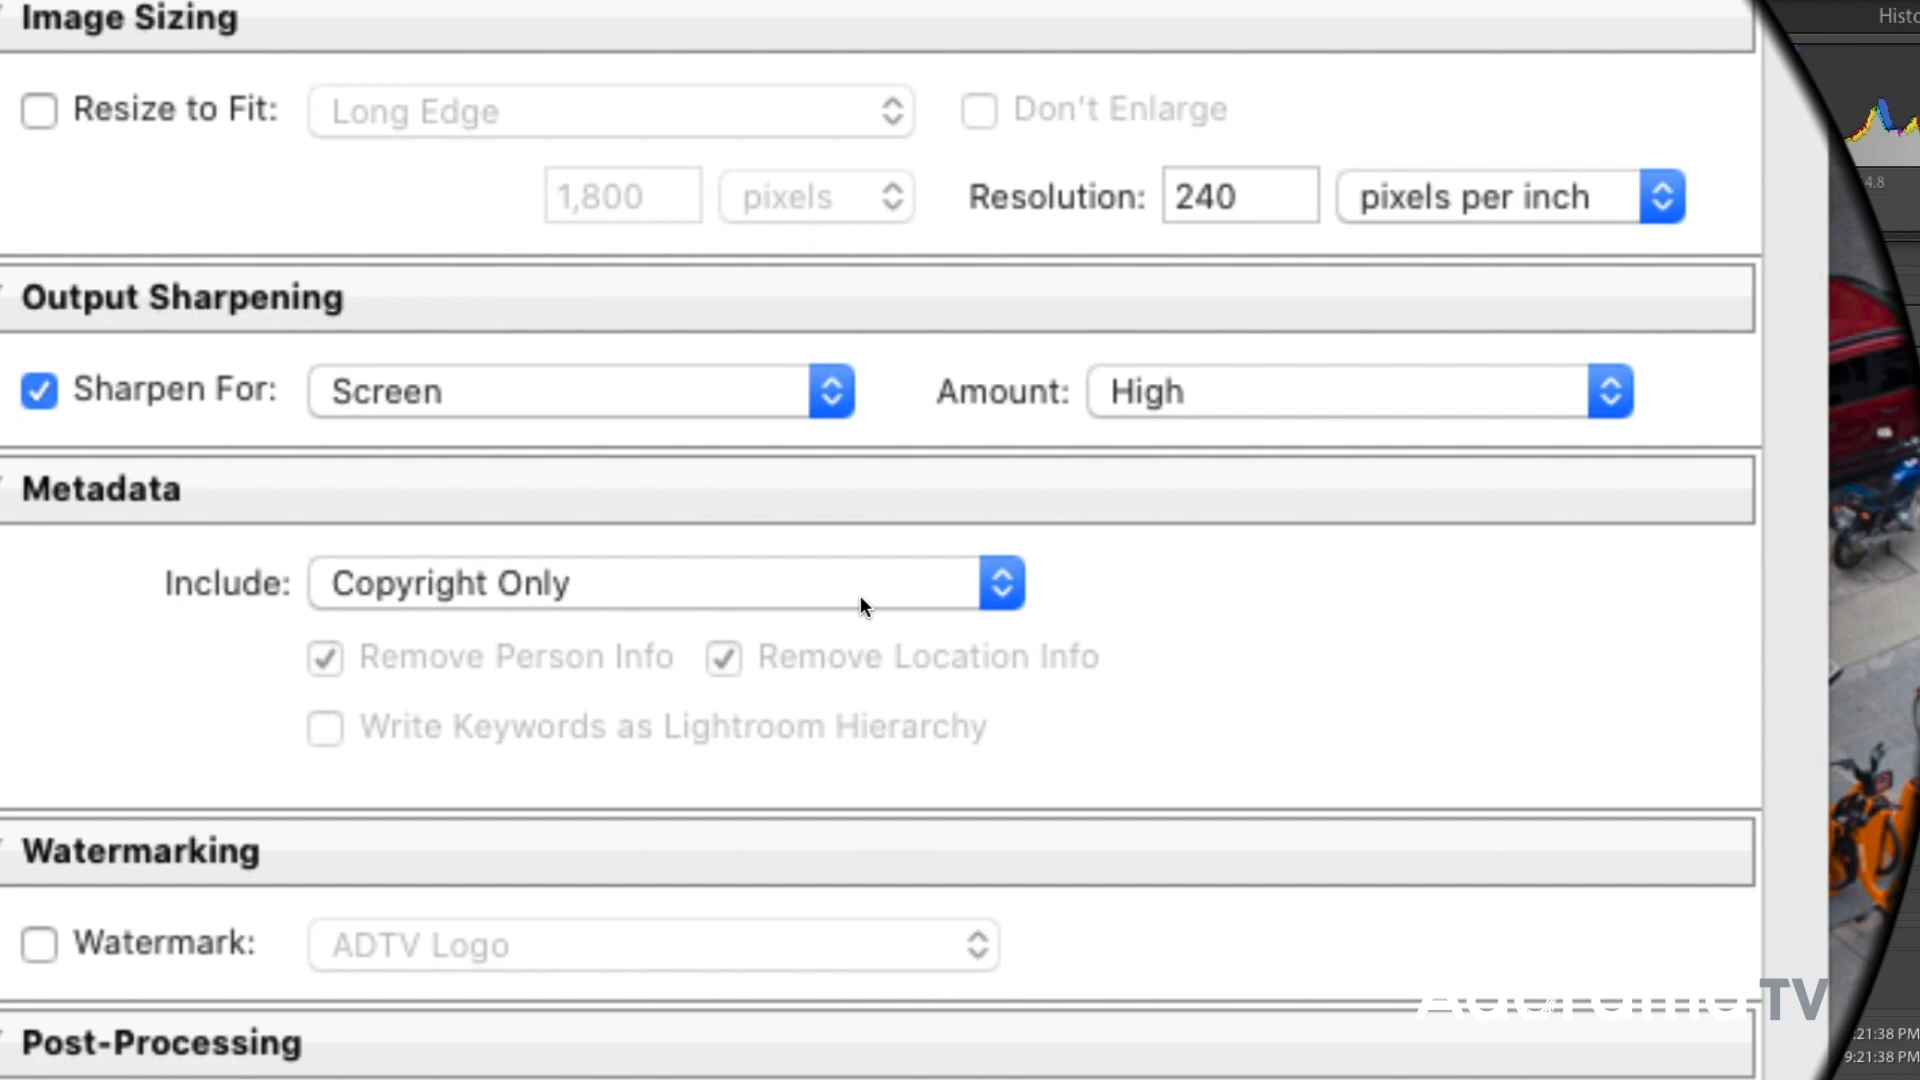 Image Sizing
Resize to Fit: Long Edge Don't Enlarge
1,800 pixels Resolution: 240 pixels per inch
Output Sharpening
Sharpen For: Screen Amount: High
Metadata
Include: Copyright Only
Remove Person Info Remove Location Info
Write Keywords as Lightroom Hierarchy
Watermarking
Watermark: ADTV Logo
Post-Processing
Histo
4.8
AdoramaTV
:21:38 PM
9:21:38 PM